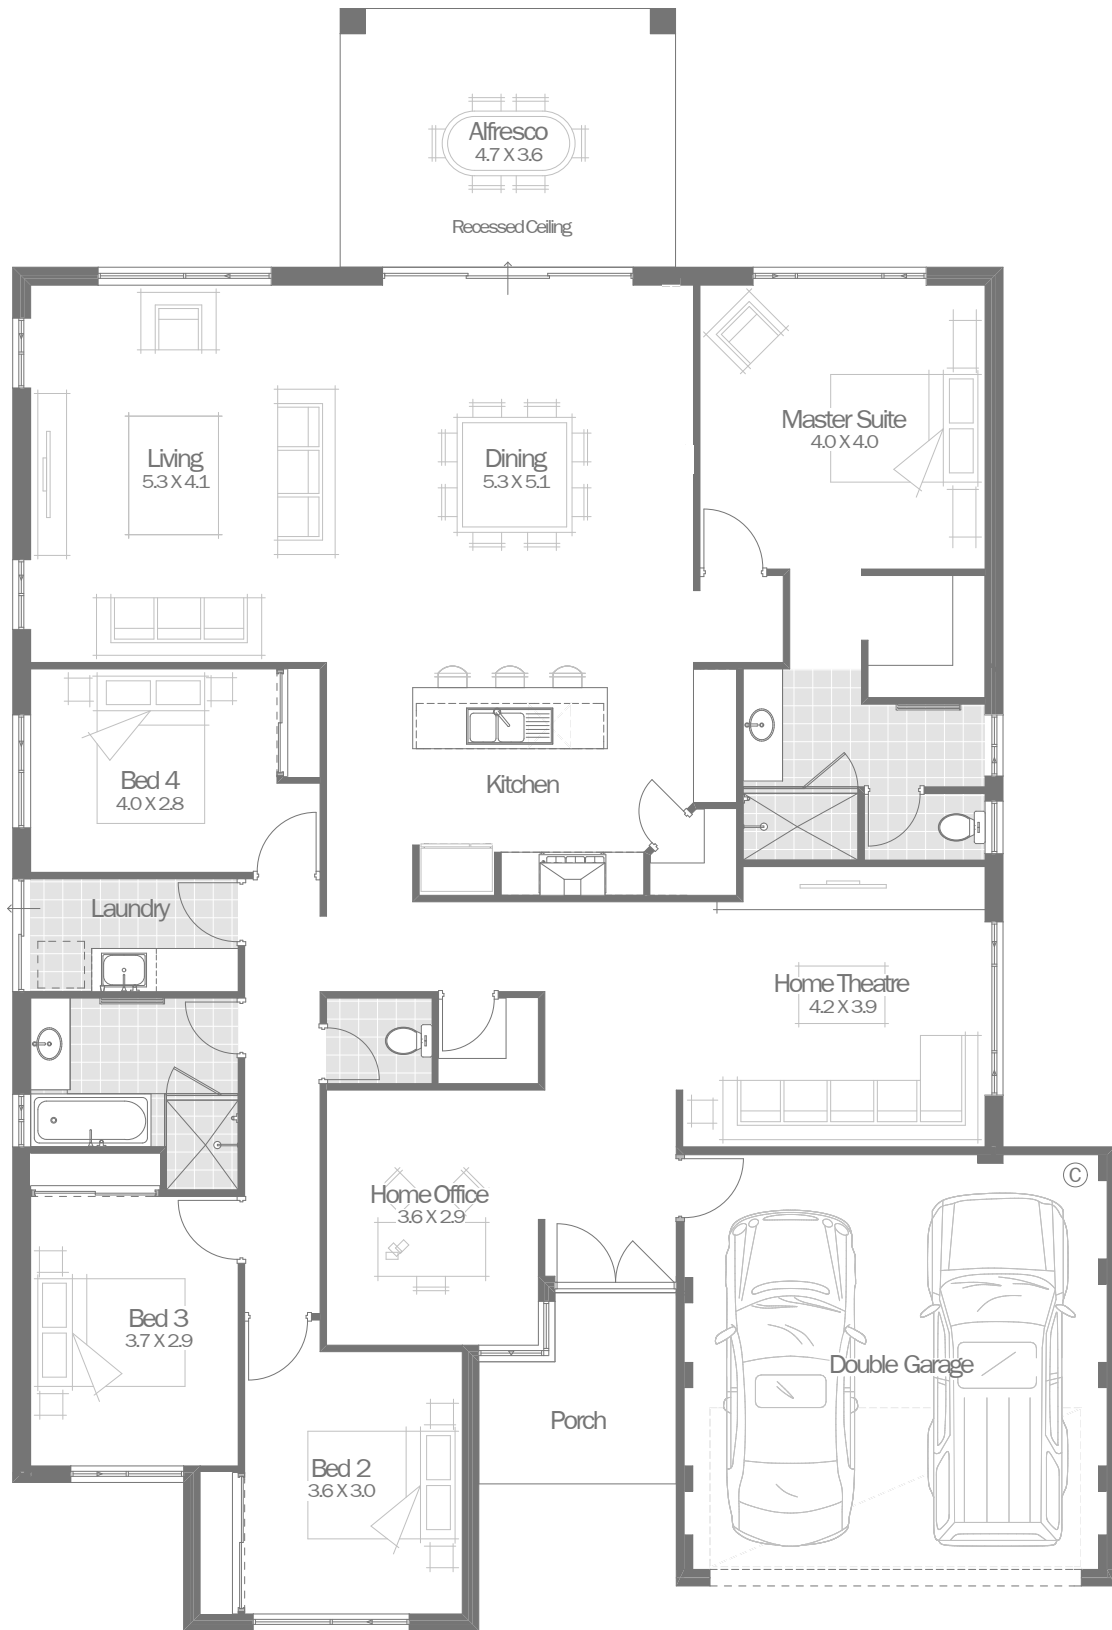 Alfresco
4.7 X 3.6
Recessed Ceiling
Master Suite
4.0 X 4.0
Living
5.3 X 4.1
Dining
5.3 X 5.1
Bed 4
4.0 X 2.8
Kitchen
Laundry
Home Theatre
4.2 X 3.9
Home Office
3.6 X 2.9
C
Bed 3
3.7 X 2.9
Double Garage
Porch
Bed 2
3.6 X 3.0